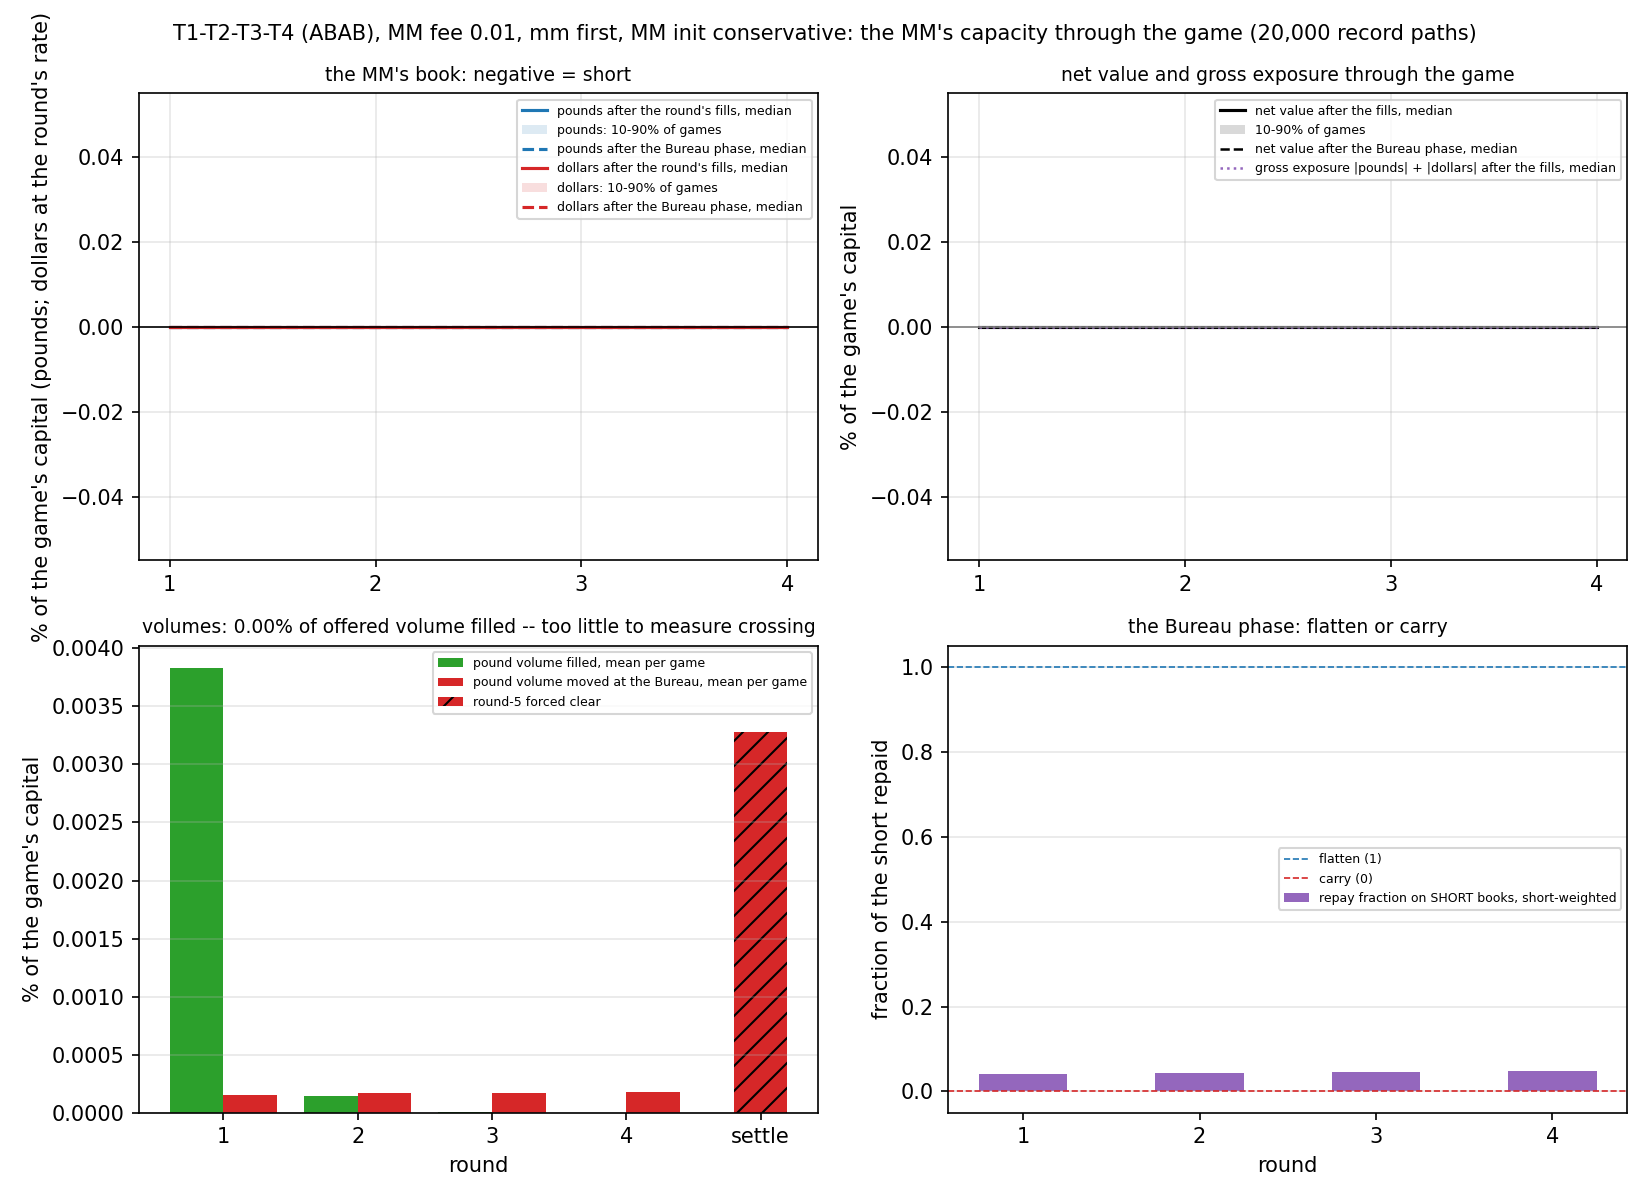 T1-T2-T3-T4 (ABAB), MM fee 0.01, mm first, MM init conservative: the MM's capacity through the game (20,000 record paths)
the MM's book: negative = short
% of the game's capital (pounds; dollars at the round's rate)
pounds after the round's fills, median
pounds: 10-90% of games
pounds after the Bureau phase, median
dollars after the round's fills, median
dollars: 10-90% of games
dollars after the Bureau phase, median
0.04
0.02
0.00
−0.02
−0.04
1 2 3 4
net value and gross exposure through the game
% of the game's capital
net value after the fills, median
10-90% of games
net value after the Bureau phase, median
gross exposure |pounds| + |dollars| after the fills, median
0.04
0.02
0.00
−0.02
−0.04
1 2 3 4
volumes: 0.00% of offered volume filled -- too little to measure crossing
% of the game's capital
pound volume filled, mean per game
pound volume moved at the Bureau, mean per game
round-5 forced clear
0.0040
0.0035
0.0030
0.0025
0.0020
0.0015
0.0010
0.0005
0.0000
1 2 3 4 settle
round
the Bureau phase: flatten or carry
fraction of the short repaid
flatten (1)
carry (0)
repay fraction on SHORT books, short-weighted
1.0
0.8
0.6
0.4
0.2
0.0
1 2 3 4
round